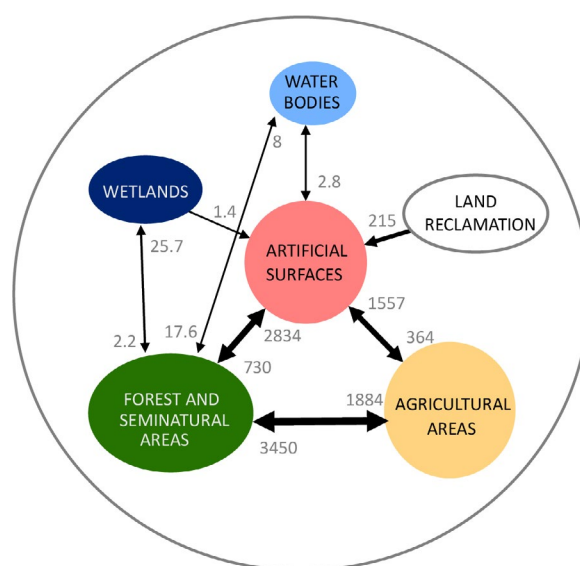 WATER
BODIES
8
WETLANDS
2.8
1.4
LAND
RECLAMATION
215
25.7
ARTIFICIAL
SURFACES
1557
17.6
2834
2.2
364
730
FOREST AND
SEMINATURAL
AREAS
1884
AGRICULTURAL
AREAS
3450